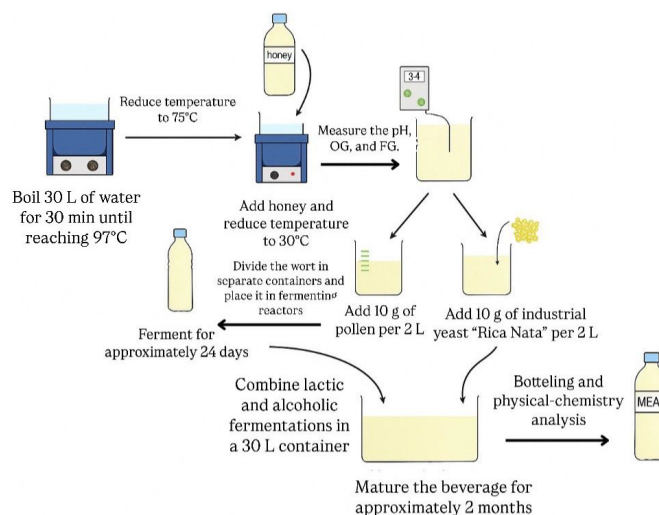 honey
Reduce temperature
to 75°C
3-4
Measure the pH,
OG, and FG.
Boil 30 L of water
for 30 min until
reaching 97°C
Add honey and
reduce temperature
to 30°C
Divide the wort in
separate containers and
place it in fermenting
reactors
Add 10 g of
pollen per 2 L
Add 10 g of industrial
yeast “Rica Nata” per 2 L
Ferment for
approximately 24 days
Combine lactic
and alcoholic
fermentations in
a 30 L container
Botteling and
physical-chemistry
analysis
MEA
Mature the beverage for
approximately 2 months